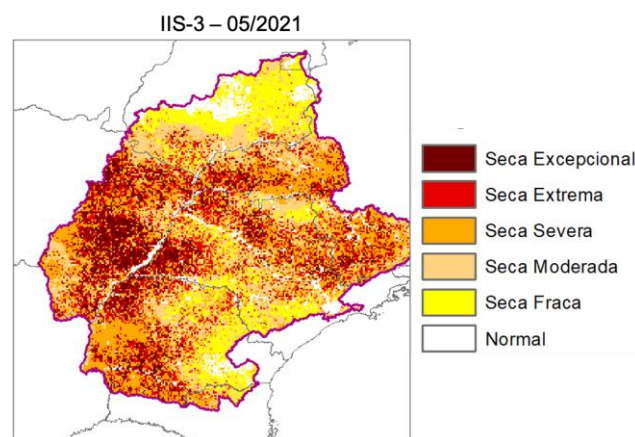 IIS-3 – 05/2021
Seca Excepcional
Seca Extrema
Seca Severa
Seca Moderada
Seca Fraca
Normal